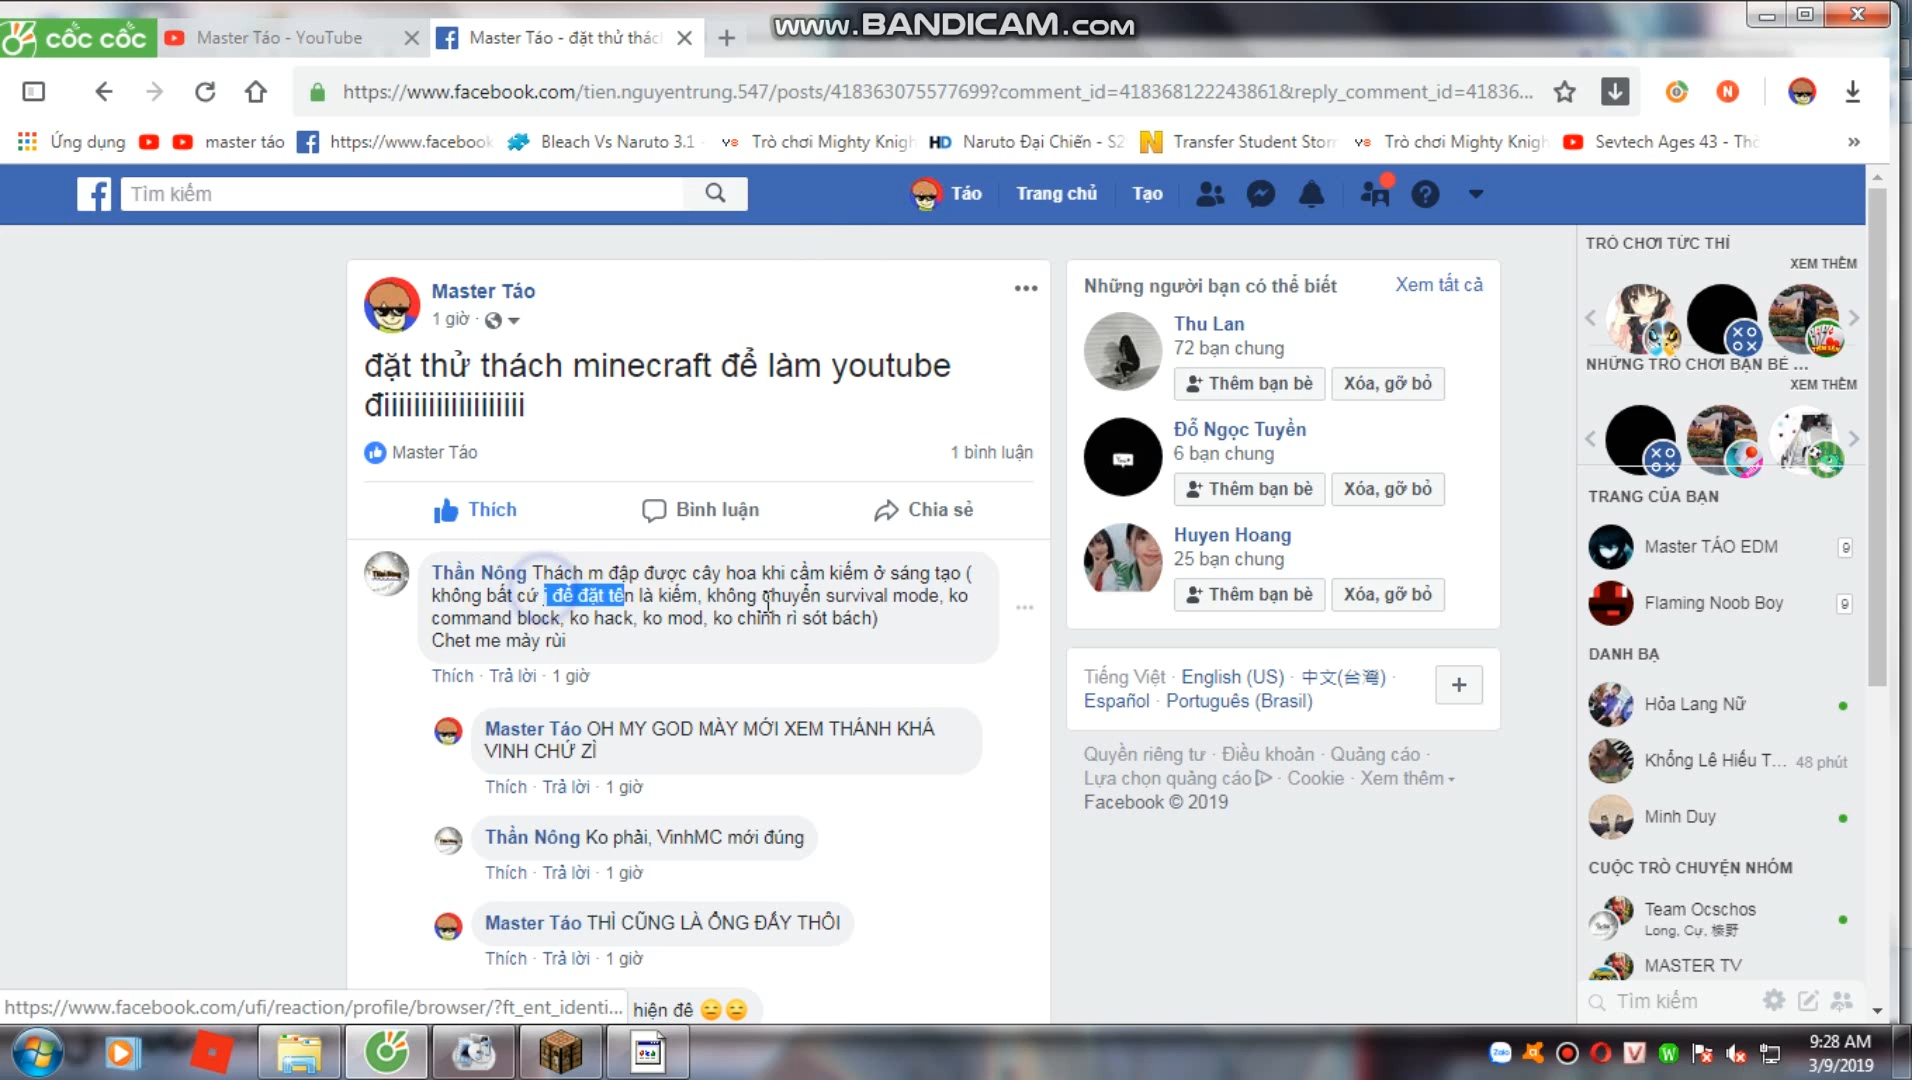 www.BANDICAM.com
cốc cốc
Master Táo - YouTube
Master Táo - đặt thử thác
https://www.facebook.com/tien.nguyentrung.547/posts/418363075577699?comment_id=418368122243861&reply_comment_id=41836...
Ứng dụng
master táo
https://www.facebook
Bleach Vs Naruto 3.1
Trò chơi Mighty Knigh
HD Naruto Đại Chiến - S2
Transfer Student Storm
Trò chơi Mighty Knigh
Sevtech Ages 43 - Thờ
Tìm kiếm
Táo
Trang chủ
Tạo
Master Táo
1 giờ ·
đặt thử thách minecraft để làm youtube
điiiiiiiiiiiiiiiiiii
Master Táo
1 bình luận
Thích
Bình luận
Chia sẻ
Thần Nông Thách m đập được cây hoa khi cầm kiếm ở sáng tạo (
không bất cứ j để đặt tên là kiếm, không chuyển survival mode, ko
command block, ko hack, ko mod, ko chỉnh rì sót bách)
Chet me mày rùi
Thích · Trả lời · 1 giờ
Master Táo OH MY GOD MÀY MỚI XEM THÁNH KHÁ
VINH CHỨ ZÌ
Thích · Trả lời · 1 giờ
Thần Nông Ko phải, VinhMC mới đúng
Thích · Trả lời · 1 giờ
Master Táo THÌ CŨNG LÀ ỔNG ĐẤY THÔI
Thích · Trả lời · 1 giờ
hiện đê
https://www.facebook.com/ufi/reaction/profile/browser/?ft_ent_identi...
Những người bạn có thể biết
Xem tất cả
Thu Lan
72 bạn chung
Thêm bạn bè
Xóa, gỡ bỏ
Đỗ Ngọc Tuyền
6 bạn chung
Thêm bạn bè
Xóa, gỡ bỏ
Huyen Hoang
25 bạn chung
Thêm bạn bè
Xóa, gỡ bỏ
Tiếng Việt · English (US) · 中文(台灣) ·
Español · Português (Brasil)
Quyền riêng tư · Điều khoản · Quảng cáo ·
Lựa chọn quảng cáo · Cookie · Xem thêm
Facebook © 2019
TRÒ CHƠI TỨC THÌ
XEM THÊM
NHỮNG TRÒ CHƠI BẠN BÈ ...
XEM THÊM
TRANG CỦA BẠN
Master TÁO EDM
9
Flaming Noob Boy
9
DANH BẠ
Hỏa Lang Nữ
Khổng Lê Hiếu T...
48 phút
Minh Duy
CUỘC TRÒ CHUYỆN NHÓM
Team Ocschos
Long, Cự,
MASTER TV
Tìm kiếm
9:28 AM
3/9/2019